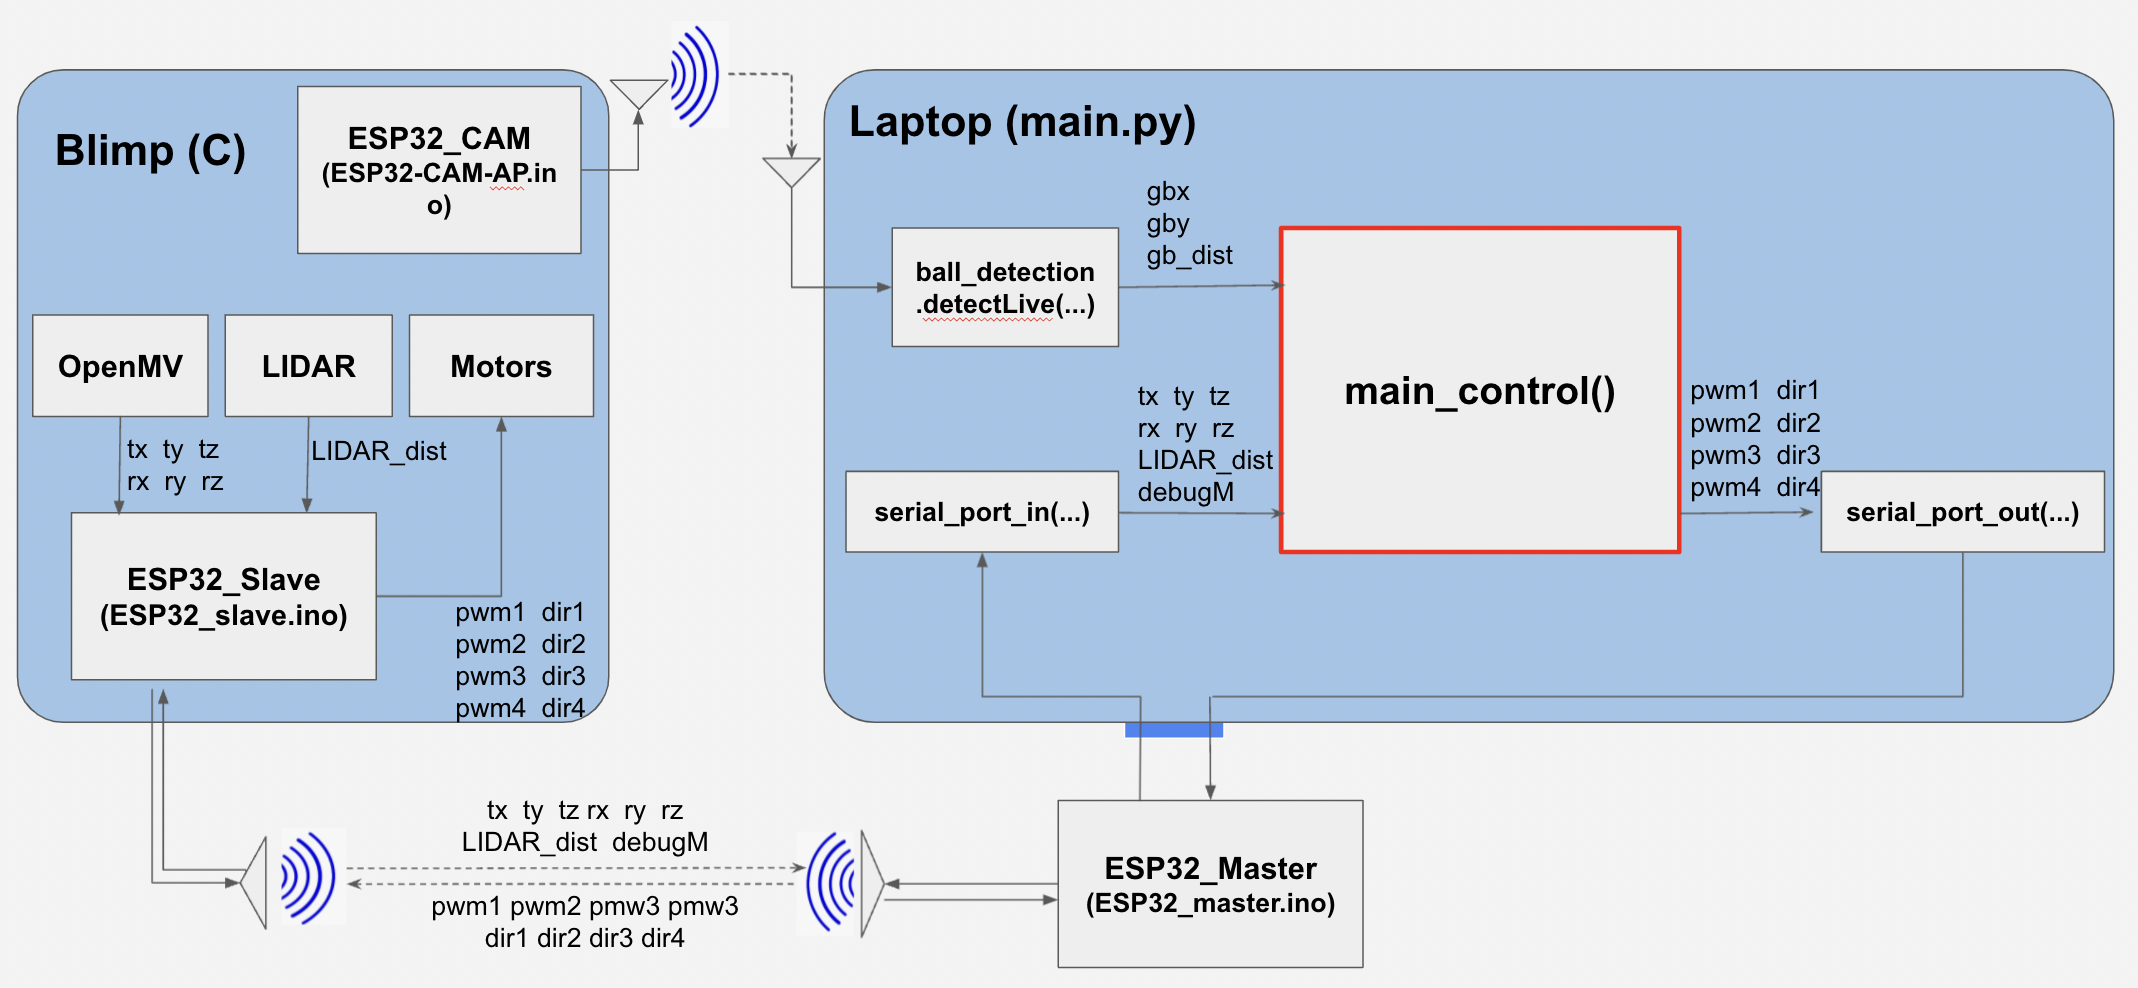 Blimp (C)
ESP32_CAM
(ESP32-CAM-AP.in
o)
OpenMV
LIDAR
Motors
tx ty tz
rx ry rz
LIDAR_dist
ESP32_Slave
(ESP32_slave.ino)
pwm1 dir1
pwm2 dir2
pwm3 dir3
pwm4 dir4
Laptop (main.py)
ball_detection
.detectLive(...)
gbx
gby
gb_dist
main_control()
serial_port_in(...)
tx ty tz
rx ry rz
LIDAR_dist
debugM
pwm1 dir1
pwm2 dir2
pwm3 dir3
pwm4 dir4
serial_port_out(...)
tx ty tz rx ry rz
LIDAR_dist debugM
pwm1 pwm2 pmw3 pmw3
dir1 dir2 dir3 dir4
ESP32_Master
(ESP32_master.ino)